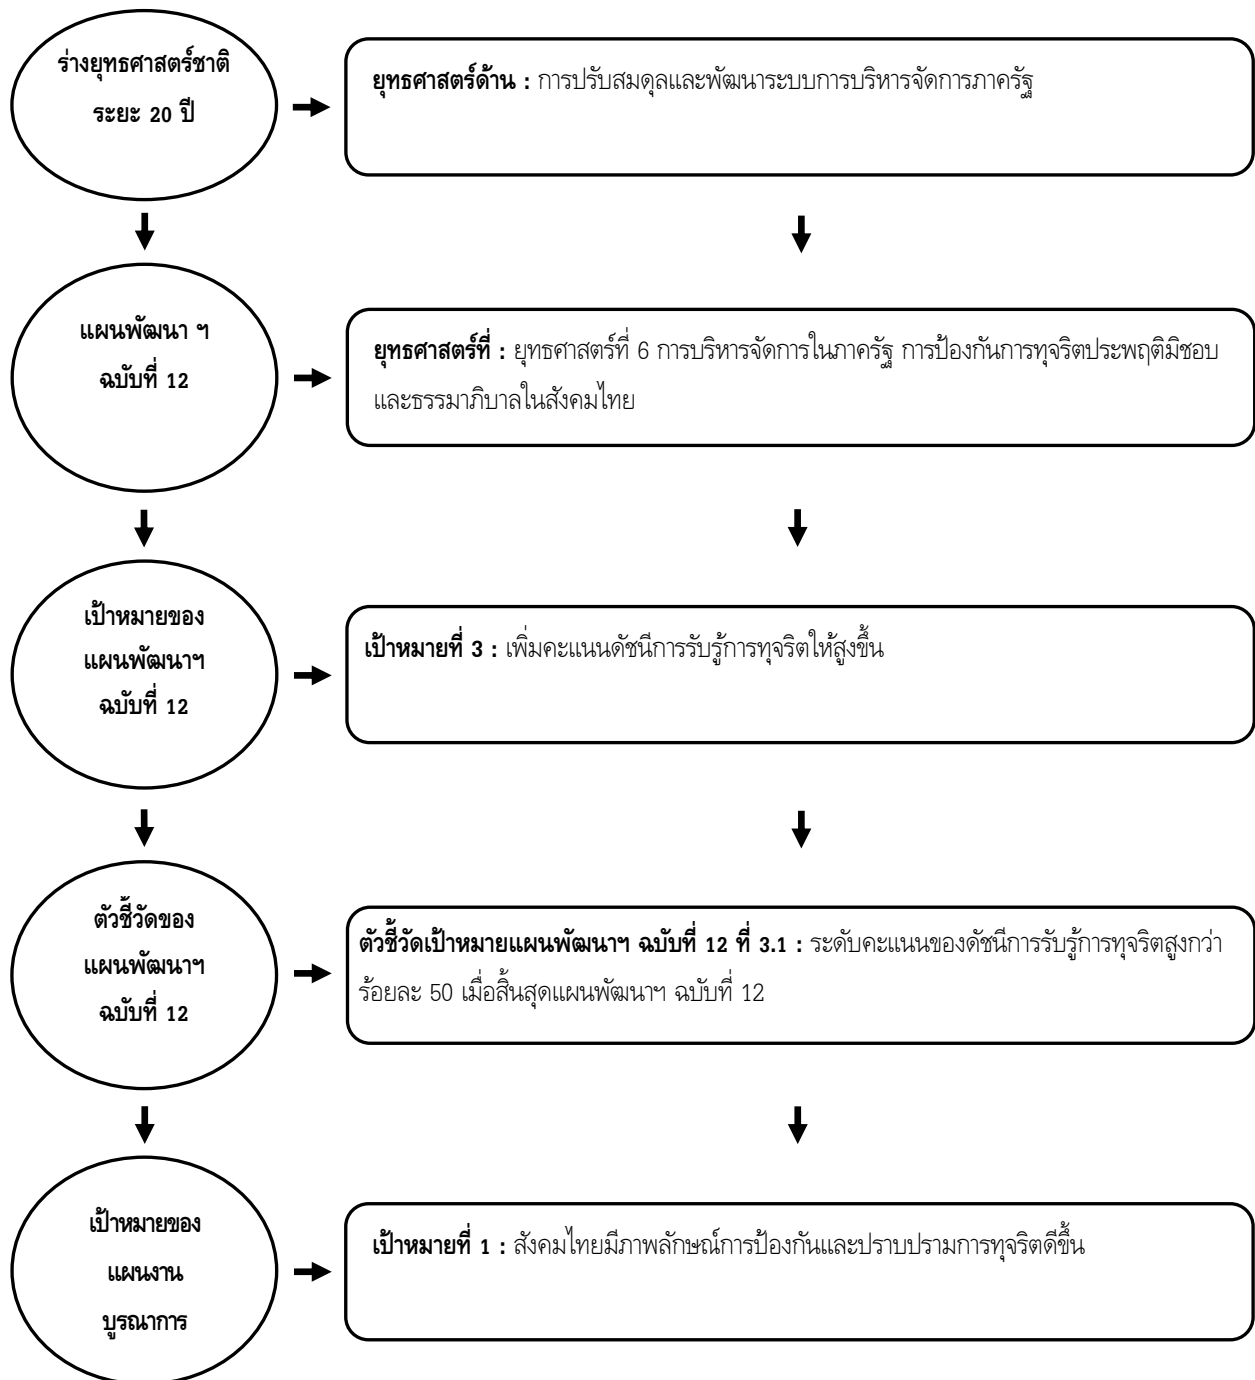 ร่างยุทธศาสตร์ชาติ
ระยะ 20 ปี
ยุทธศาสตร์ด้าน : การปรับสมดุลและพัฒนาระบบการบริหารจัดการภาครัฐ
แผนพัฒนา ฯ
ฉบับที่ 12
ยุทธศาสตร์ที่ : ยุทธศาสตร์ที่ 6 การบริหารจัดการในภาครัฐ การป้องกันการทุจริตประพฤติมิชอบ
และธรรมาภิบาลในสังคมไทย
เป้าหมายของ
แผนพัฒนาฯ
ฉบับที่ 12
เป้าหมายที่ 3 : เพิ่มคะแนนดัชนีการรับรู้การทุจริตให้สูงขึ้น
ตัวชี้วัดของ
แผนพัฒนาฯ
ฉบับที่ 12
ตัวชี้วัดเป้าหมายแผนพัฒนาฯ ฉบับที่ 12 ที่ 3.1 : ระดับคะแนนของดัชนีการรับรู้การทุจริตสูงกว่า
ร้อยละ 50 เมื่อสิ้นสุดแผนพัฒนาฯ ฉบับที่ 12
เป้าหมายของ
แผนงาน
บูรณาการ
เป้าหมายที่ 1 : สังคมไทยมีภาพลักษณ์การป้องกันและปราบปรามการทุจริตดีขึ้น